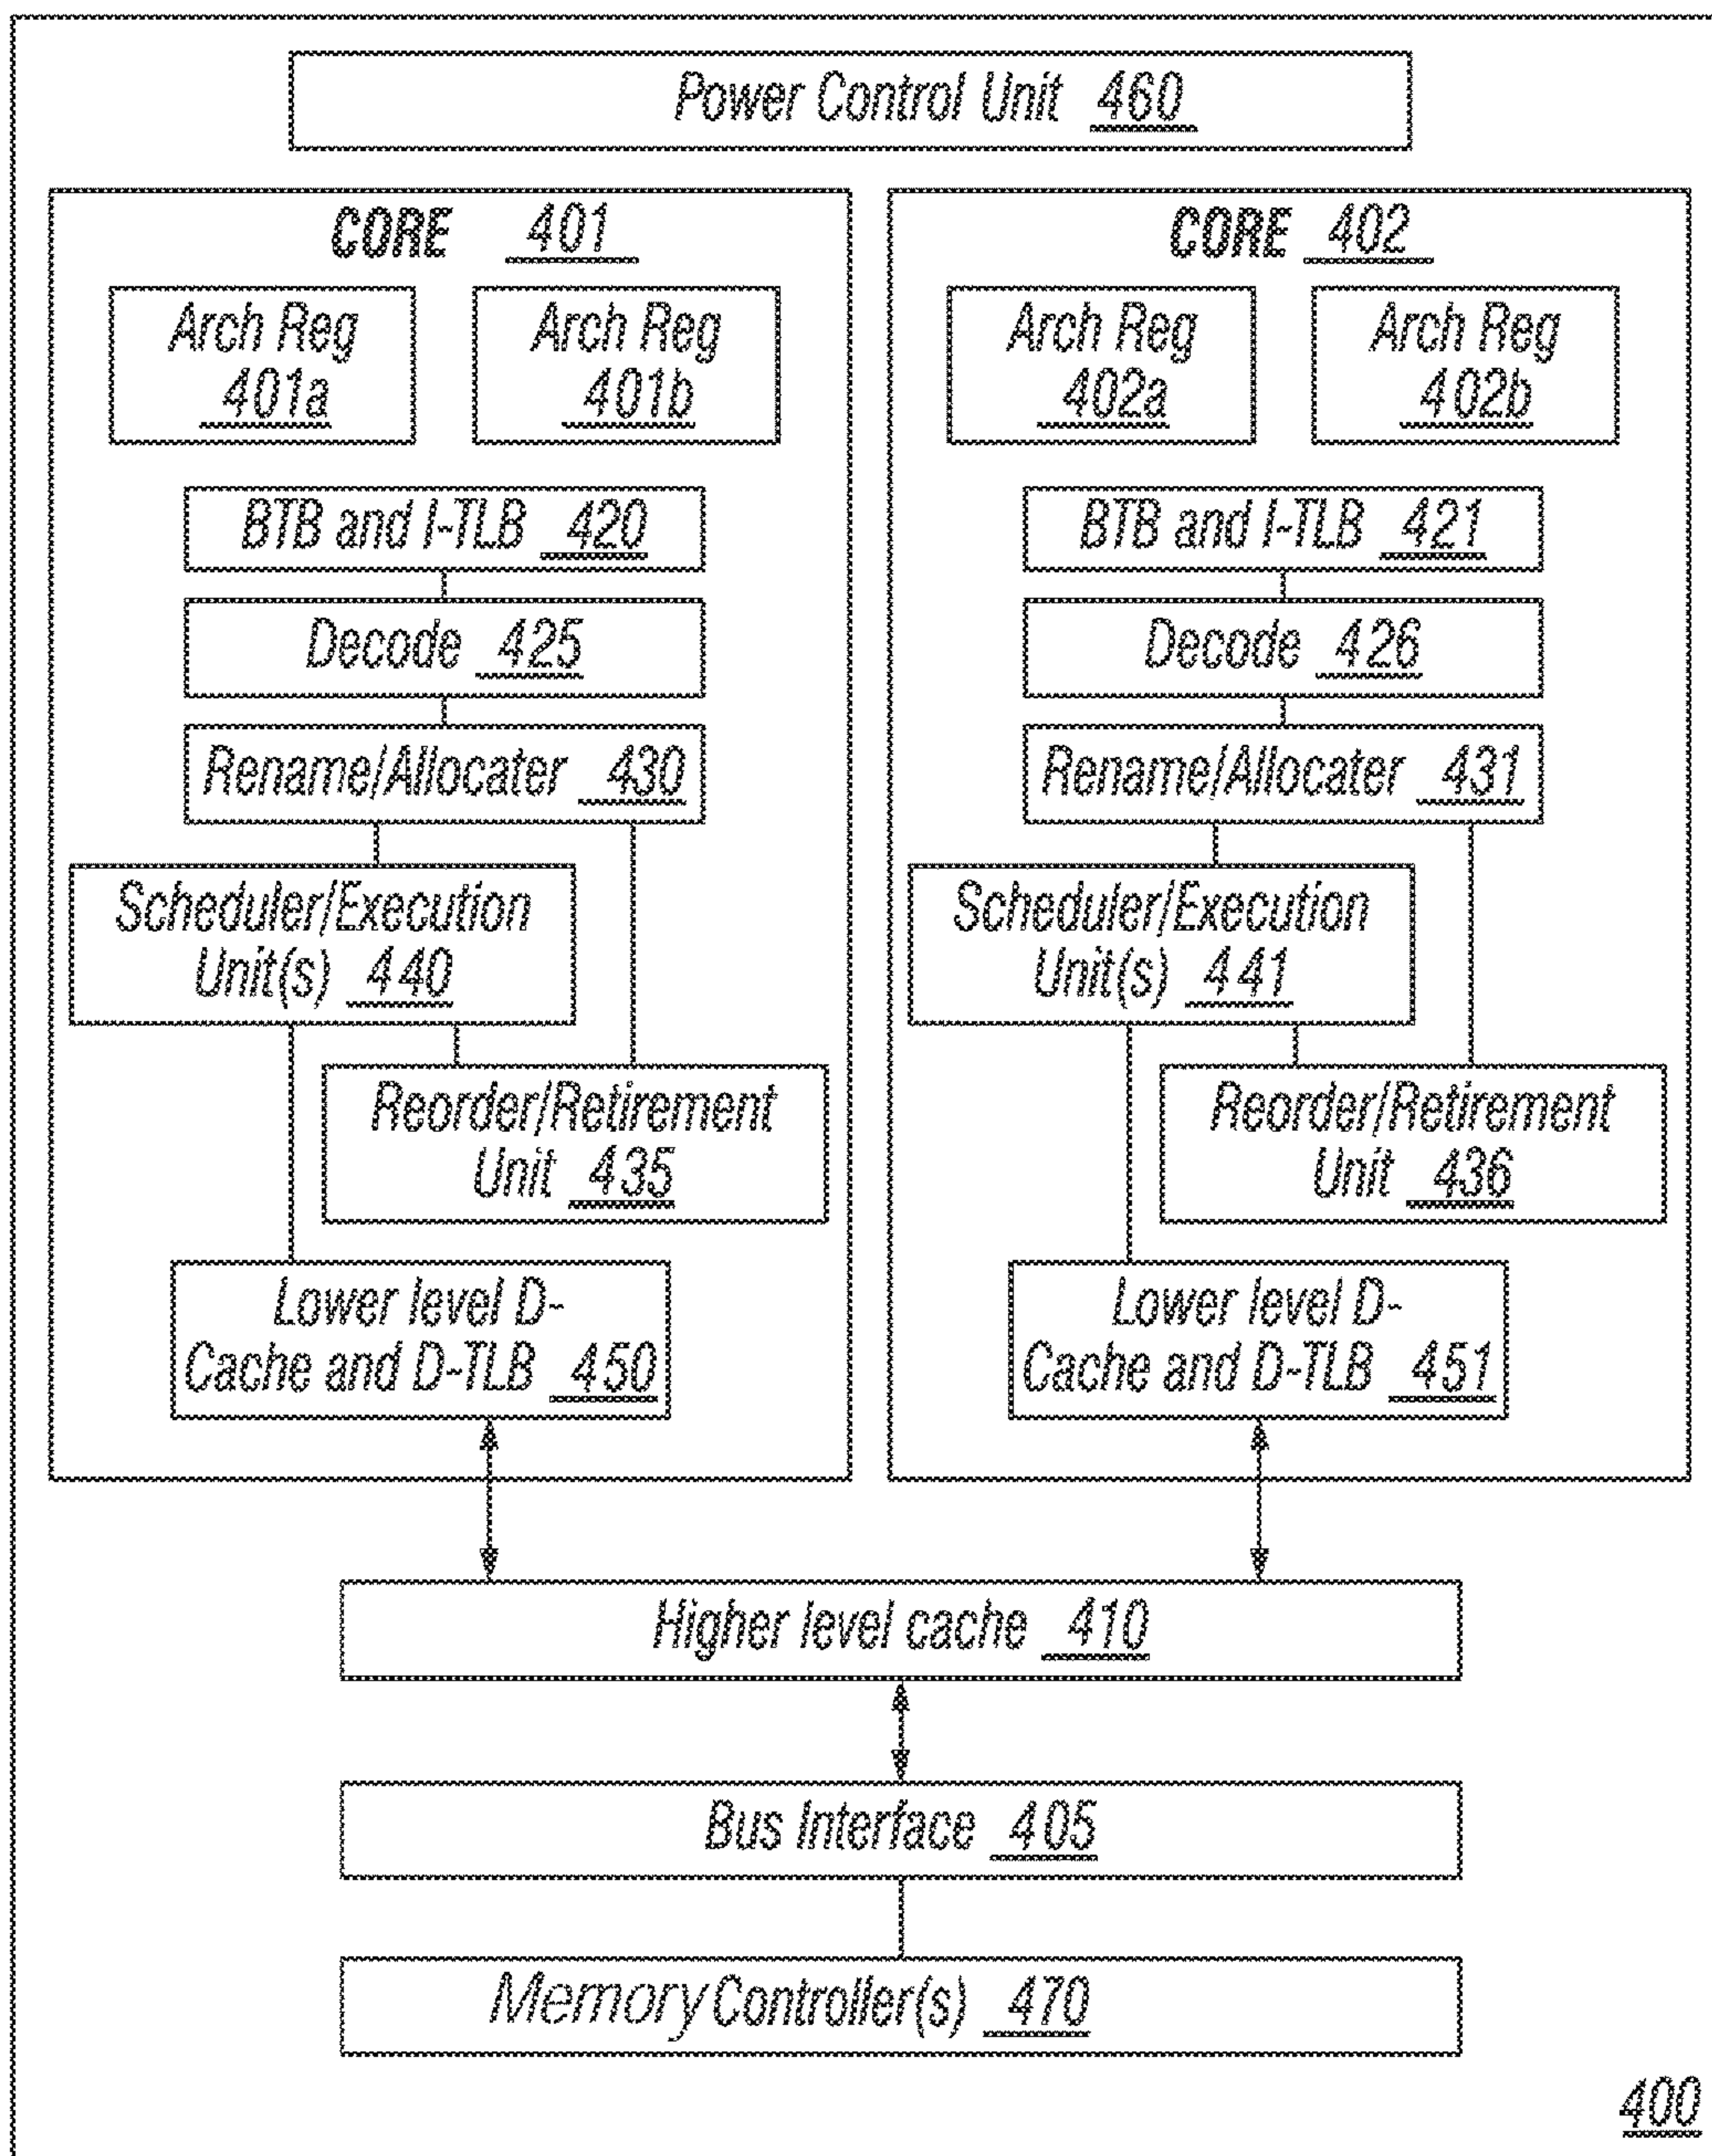 Power Control Unit 460
CORE 401
Arch Reg
401a
Arch Reg
401b
BTB and I-TLB 420
Decode 425
Rename/Allocater 430
Scheduler/Execution
Unit(s) 440
Reorder/Retirement
Unit 435
Lower level D-
Cache and D-TLB 450
CORE 402
Arch Reg
402a
Arch Reg
402b
BTB and I-TLB 421
Decode 426
Rename/Allocater 431
Scheduler/Execution
Unit(s) 441
Reorder/Retirement
Unit 436
Lower level D-
Cache and D-TLB 451
Higher level cache 410
Bus Interface 405
Memory Controller(s) 470
400